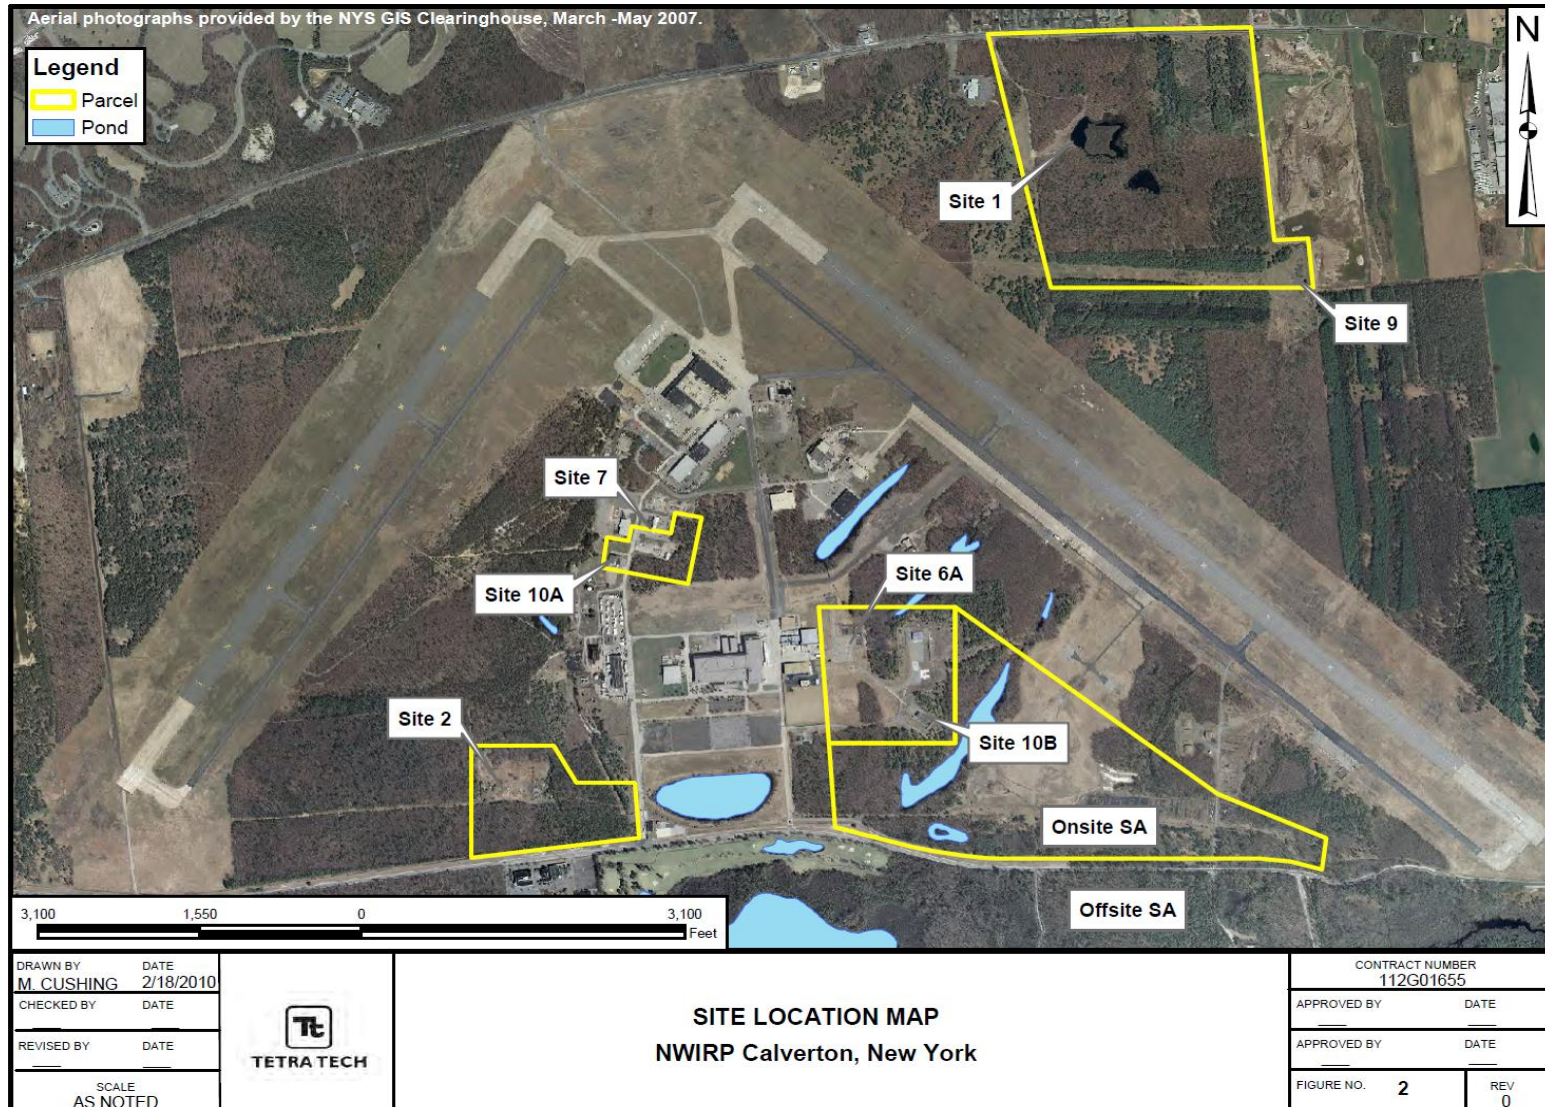 Aerial photographs provided by the NYS GIS Clearinghouse, March -May 2007.
Legend
Parcel
Pond
N
Site 1
Site 9
Site 7
Site 10A
Site 6A
Site 2
Site 10B
Onsite SA
Offsite SA
3,100 1,550 0 3,100
Feet
DRAWN BY DATE
M. CUSHING 2/18/2010
CHECKED BY DATE
REVISED BY DATE
SCALE
AS NOTED
Tt
TETRA TECH
SITE LOCATION MAP
NWIRP Calverton, New York
CONTRACT NUMBER
112G01655
APPROVED BY DATE
APPROVED BY DATE
FIGURE NO. 2
REV
0